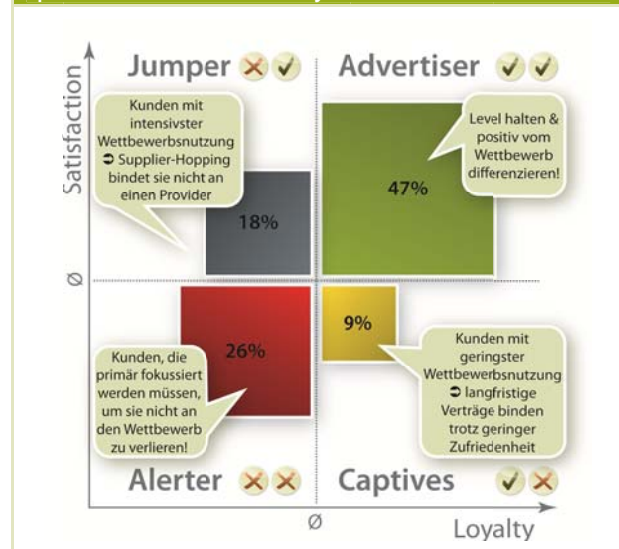 Jumper
Advertiser
Satisfaction
Kunden mit
intensivster
Wettbewerbsnutzung
➲ Supplier-Hopping
bindet sie nicht an
einen Provider
Level halten &
positiv vom
Wettbewerb
differenzieren!
47%
18%
Ø
9%
26%
Kunden, die
primär fokussiert
werden müssen,
um sie nicht an
den Wettbewerb
zu verlieren!
Kunden mit
geringster
Wettbewerbsnutzung
➲ langfristige
Verträge binden
trotz geringer
Zufriedenheit
Alerter
Captives
Ø
Loyalty